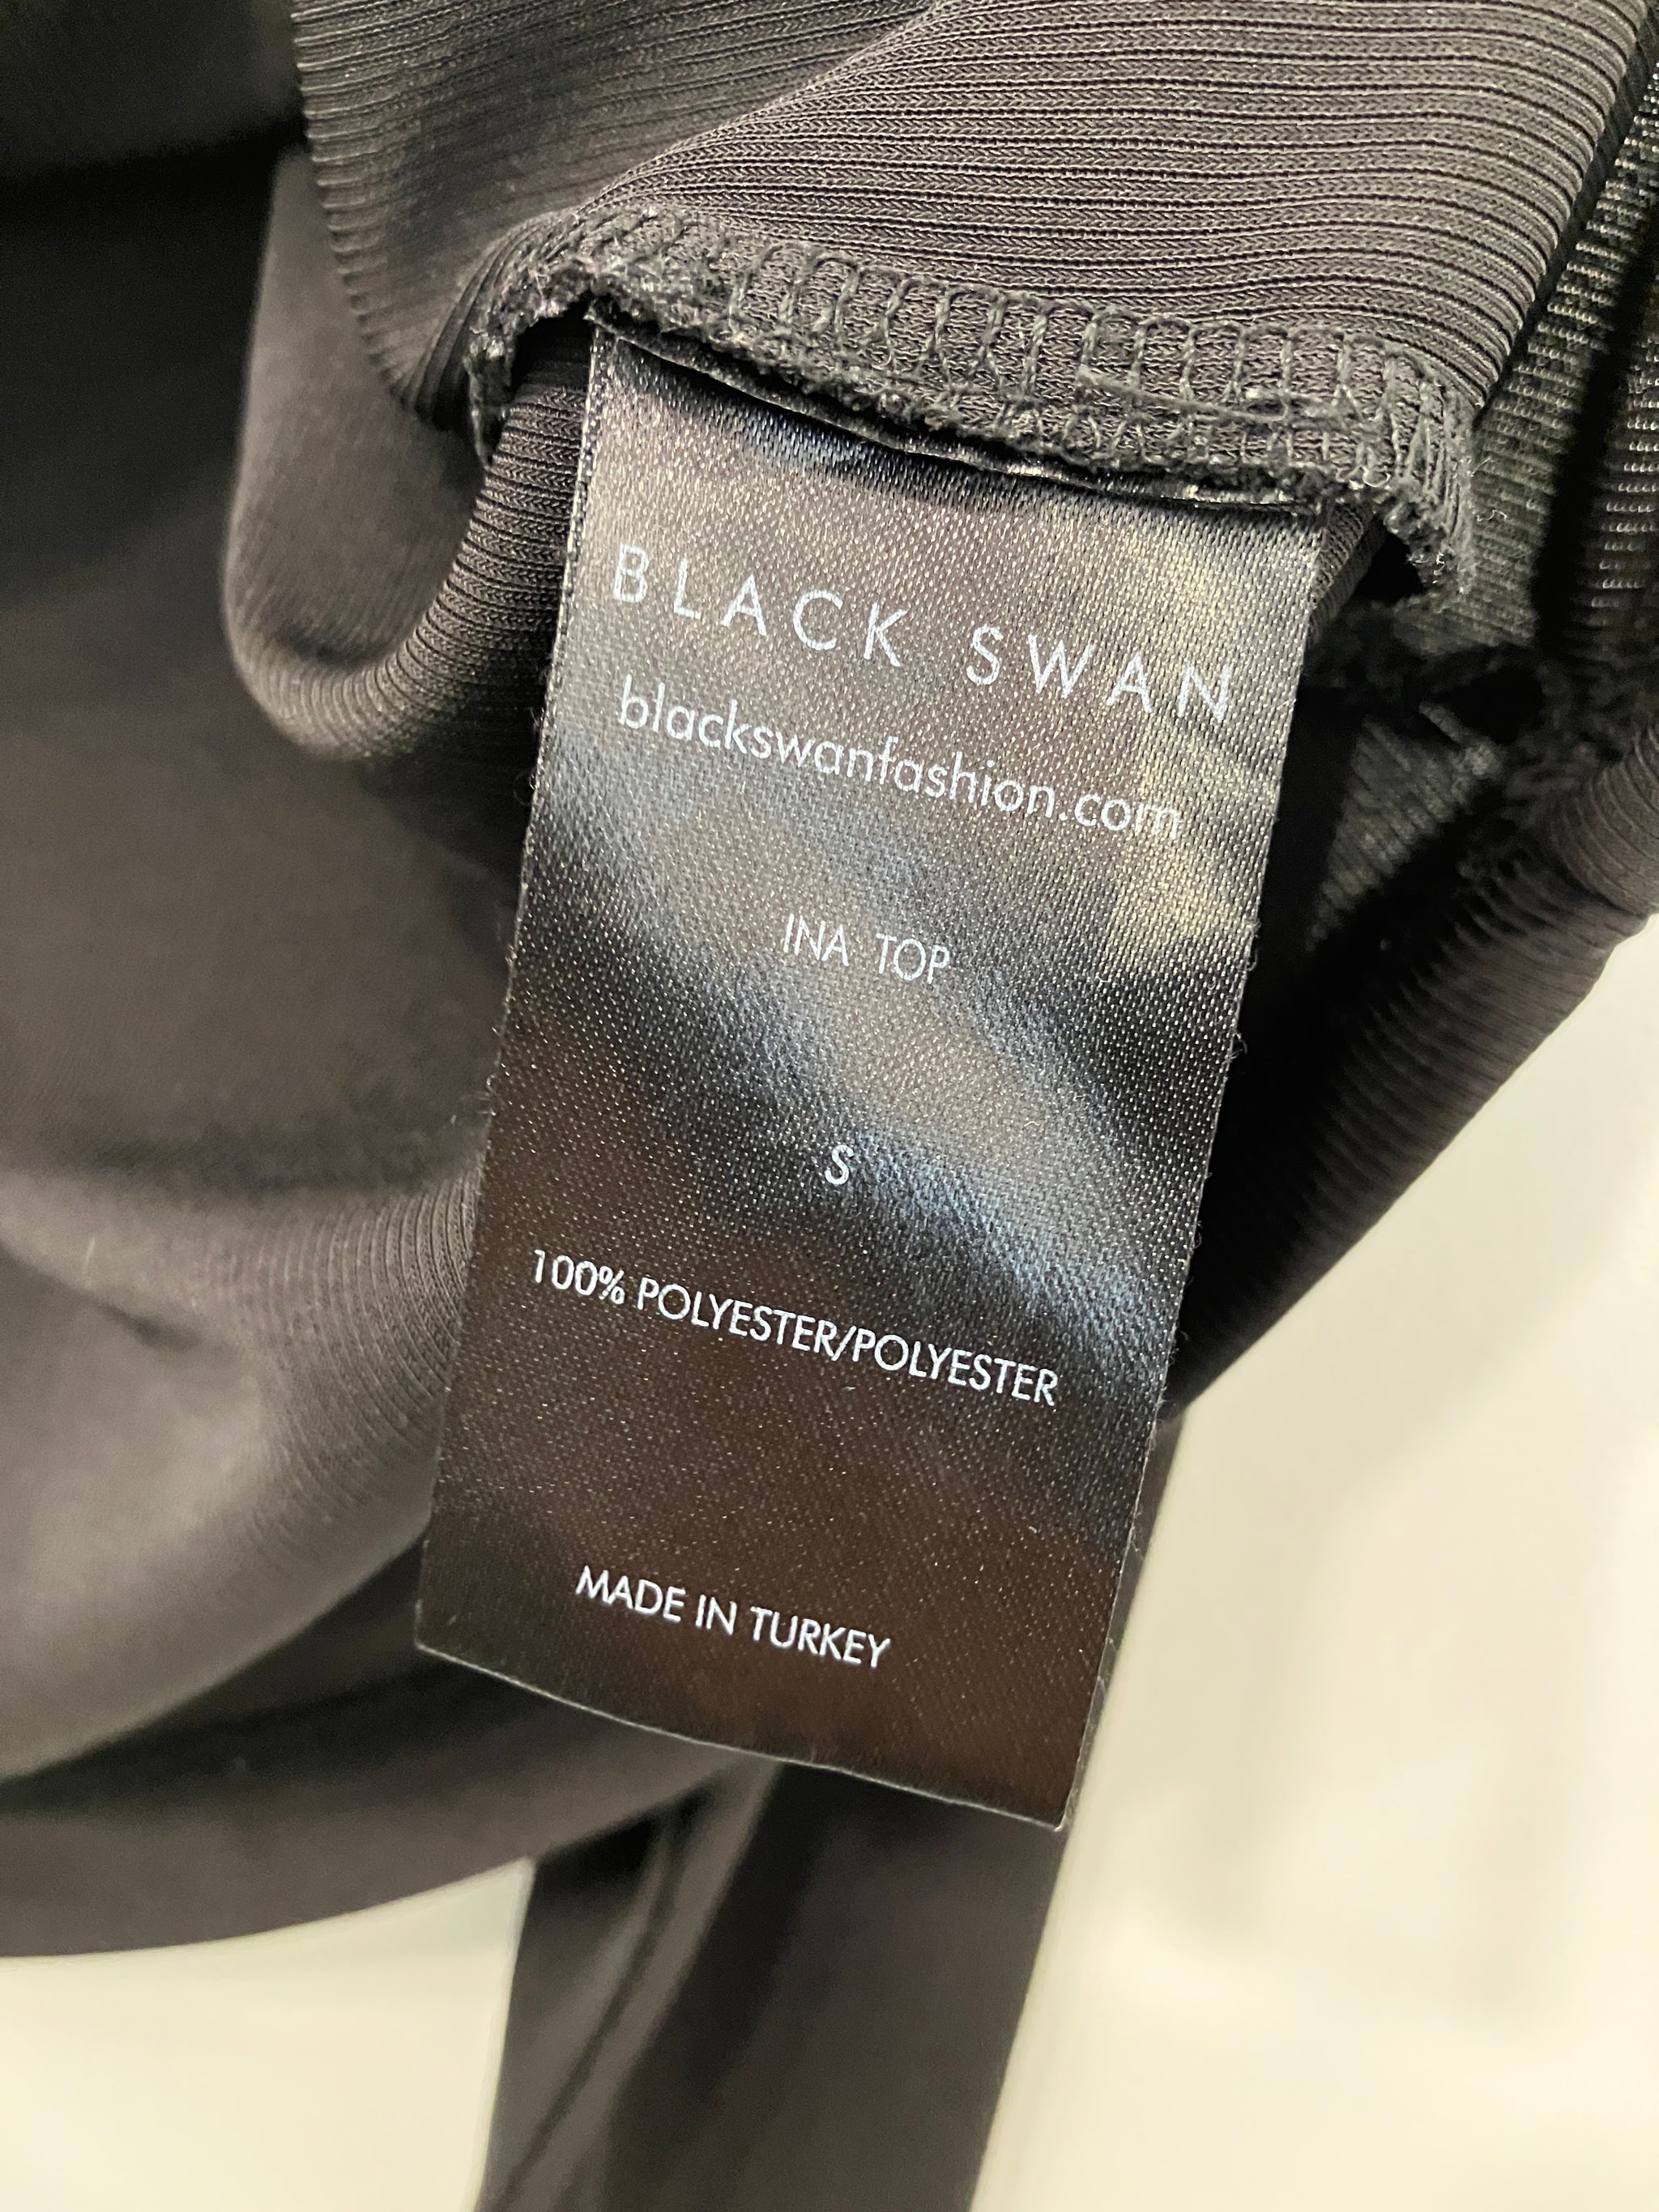 BLACK SWAN
blackswanfashion.com
INA TOP
S
100% POLYESTER/POLYESTER
MADE IN TURKEY